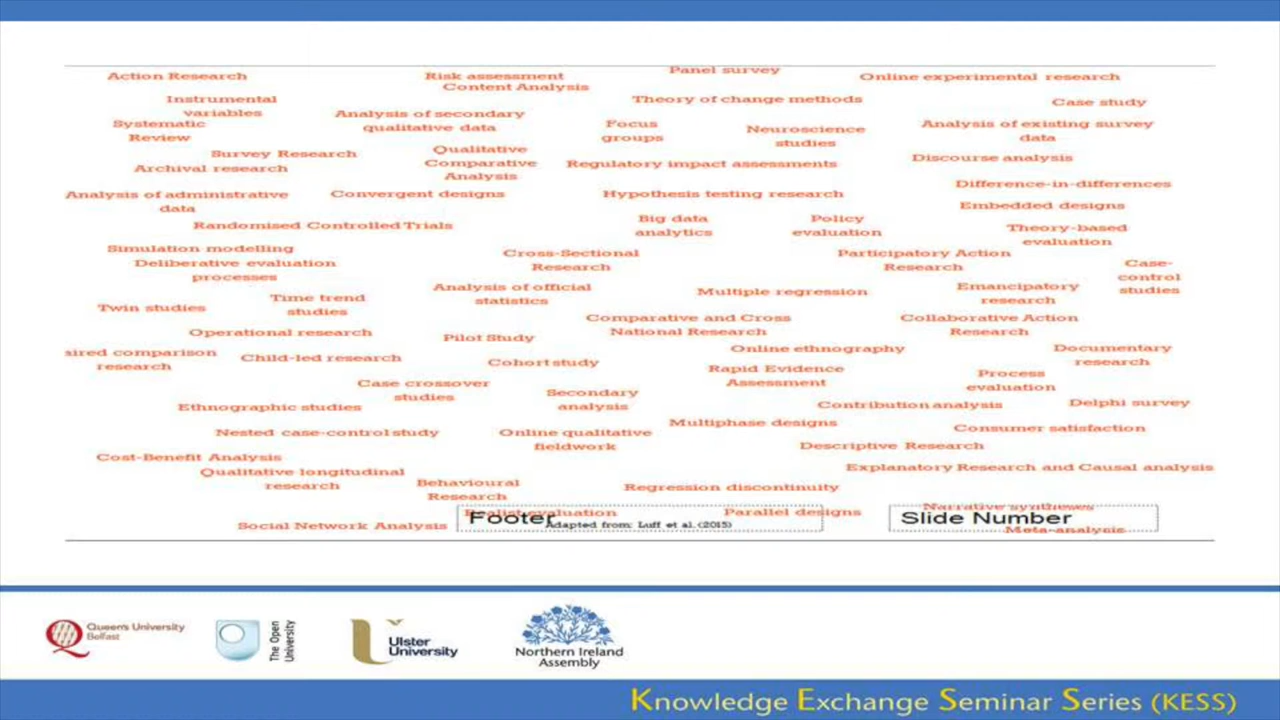 Panel survey
Action Research
Risk assessment
Online experimental research
Content Analysis
Instrumental
variables
Theory of change methods
Case study
Analysis of secondary
qualitative data
Systematic
Review
Focus
groups
Neuroscience
studies
Analysis of existing survey
data
Survey Research
Qualitative
Comparative
Analysis
Regulatory impact assessments
Discourse analysis
Archival research
Analysis of administrative
data
Convergent designs
Hypothesis testing research
Difference-in-differences
Embedded designs
Randomised Controlled Trials
Big data
analytics
Policy
evaluation
Theory-based
evaluation
Simulation modelling
Deliberative evaluation
processes
Cross-Sectional
Research
Participatory Action
Research
Case-
control
studies
Twin studies
Time trend
studies
Analysis of official
statistics
Multiple regression
Emancipatory
research
Comparative and Cross
National Research
Collaborative Action
Research
Operational research
Pilot Study
aired comparison
research
Child-led research
Cohort study
Online ethnography
Documentary
research
Rapid Evidence
Assessment
Process
evaluation
Case crossover
studies
Secondary
analysis
Ethnographic studies
Contribution analysis
Delphi survey
Nested case-control study
Online qualitative
fieldwork
Multiphase designs
Consumer satisfaction
Descriptive Research
Cost-Benefit Analysis
Qualitative longitudinal
research
Explanatory Research and Causal analysis
Behavioural
Research
Regression discontinuity
Narrative syntheses
Realist evaluation
Parallel designs
Footer
Slide Number
Social Network Analysis
Adapted from: Luff et al. (2015)
Meta-analysis
Queen's University
Belfast
The Open
University
Ulster
University
Northern Ireland
Assembly
Knowledge Exchange Seminar Series (KESS)